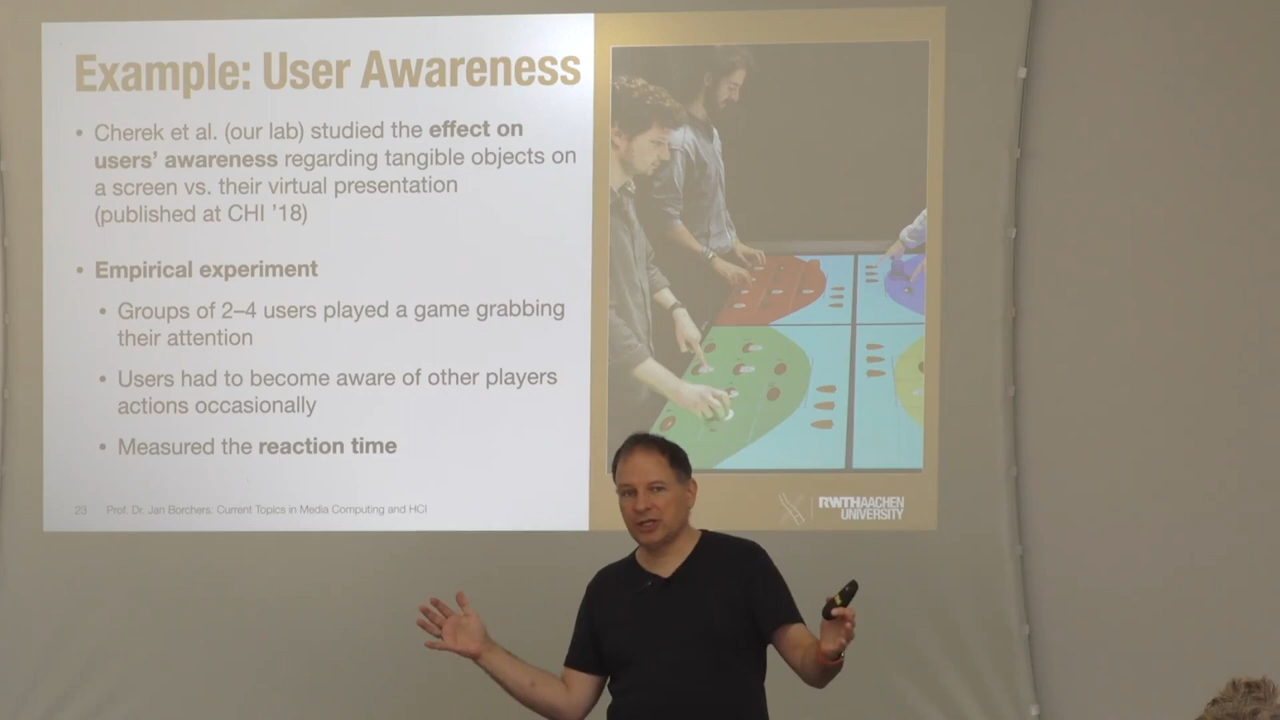 Example: User Awareness
• Cherek et al. (our lab) studied the effect on
users' awareness regarding tangible objects on
a screen vs. their virtual presentation
(published at CHI '18)
• Empirical experiment
• Groups of 2–4 users played a game grabbing
their attention
• Users had to become aware of other players
actions occasionally
• Measured the reaction time
23 Prof. Dr. Jan Borchers: Current Topics in Media Computing and HCI
RWTHAACHEN
UNIVERSITY